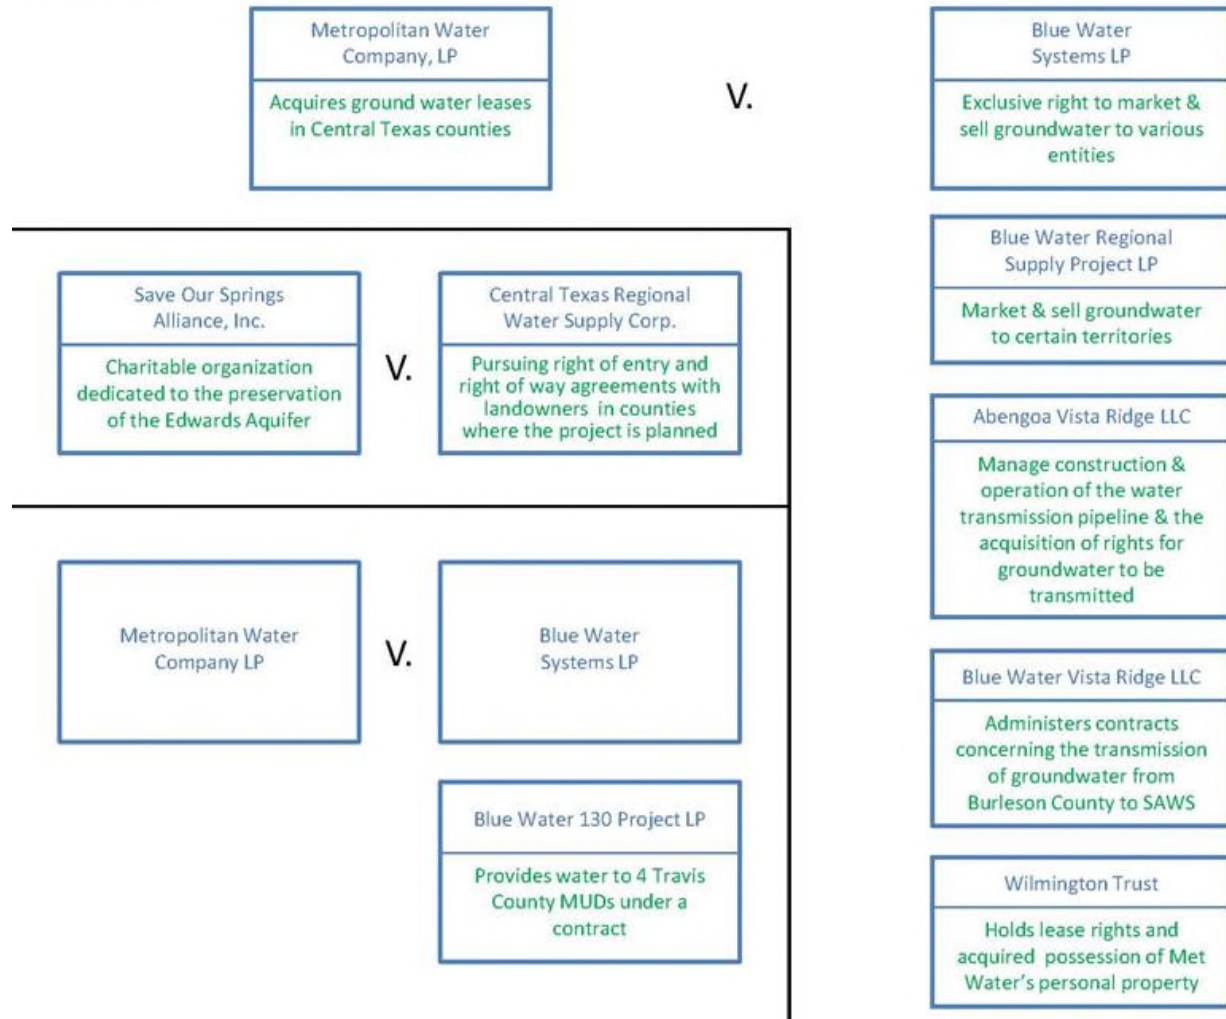 Metropolitan Water
Company, LP
Acquires ground water leases
in Central Texas counties
V.
Blue Water
Systems LP
Exclusive right to market &
sell groundwater to various
entities
Blue Water Regional
Supply Project LP
Market & sell groundwater
to certain territories
Abengoa Vista Ridge LLC
Manage construction &
operation of the water
transmission pipeline & the
acquisition of rights for
groundwater to be
transmitted
Blue Water Vista Ridge LLC
Administers contracts
concerning the transmission
of groundwater from
Burleson County to SAWS
Wilmington Trust
Holds lease rights and
acquired possession of Met
Water's personal property
Save Our Springs
Alliance, Inc.
Charitable organization
dedicated to the preservation
of the Edwards Aquifer
V.
Central Texas Regional
Water Supply Corp.
Pursuing right of entry and
right of way agreements with
landowners in counties
where the project is planned
Metropolitan Water
Company LP
V.
Blue Water
Systems LP
Blue Water 130 Project LP
Provides water to 4 Travis
County MUDs under a
contract